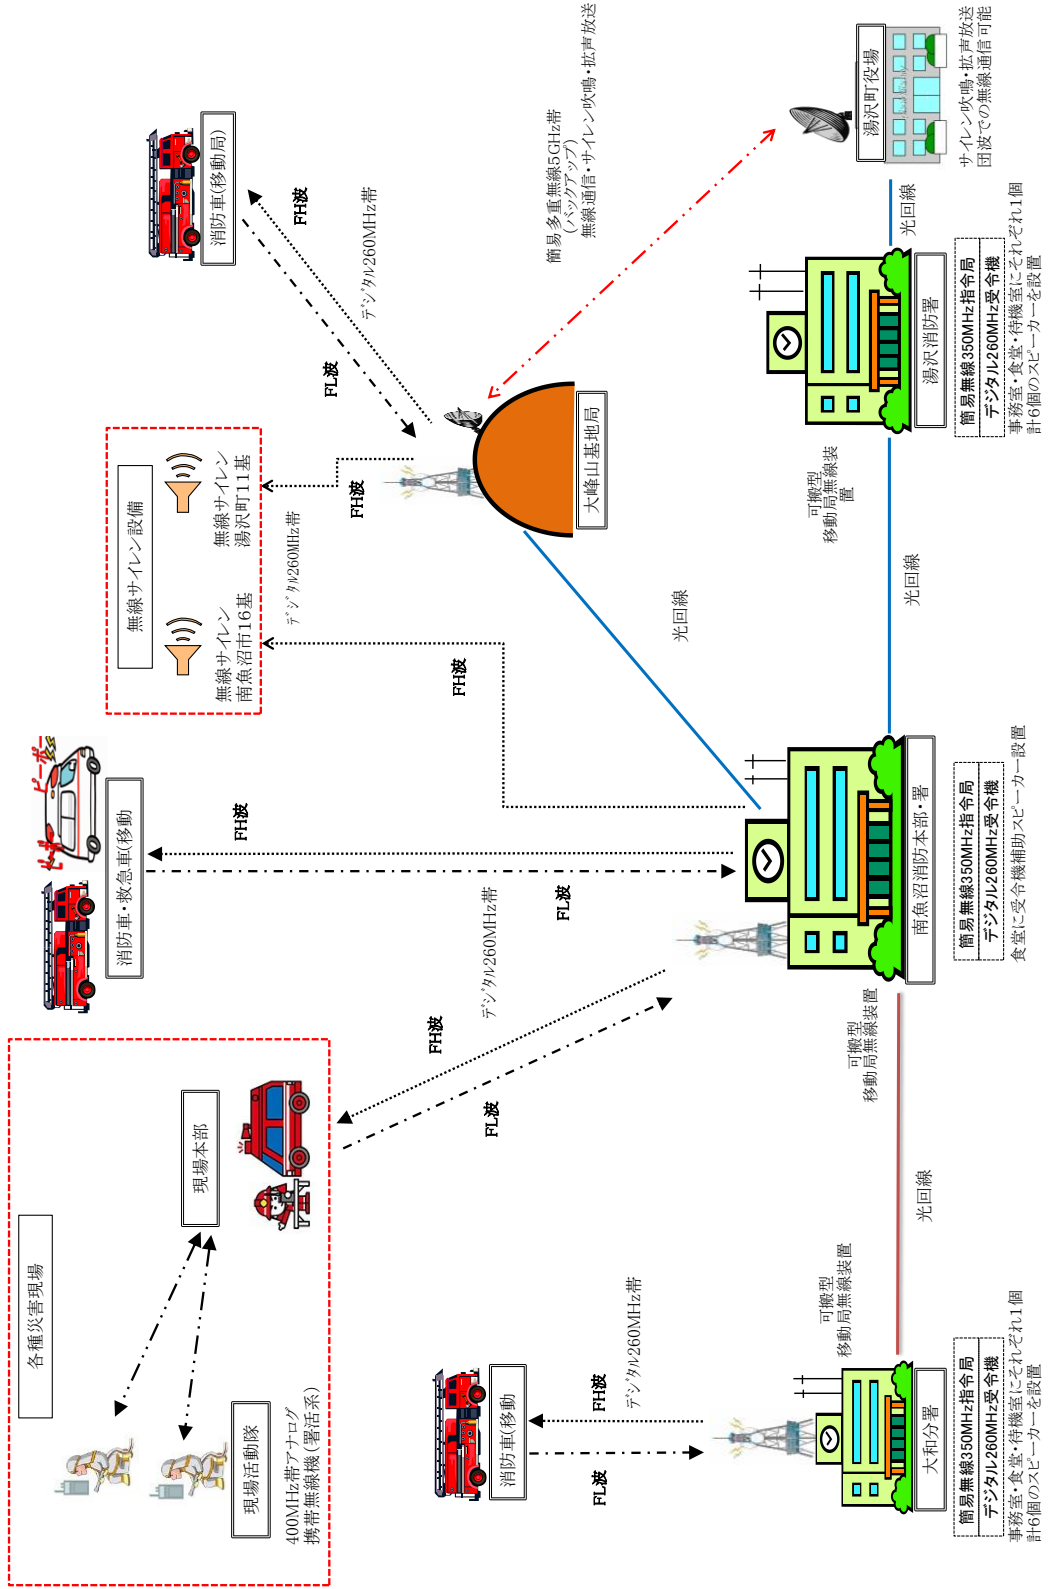 各種災害現場
現場本部
現場活動隊
400MHz帯アナログ
携帯無線機(署活系)
ピーポー
消防車・救急車(移動
無線サイレン設備
無線サイレン
南魚沼市16基
無線サイレン
湯沢町11基
消防車(移動局)
FH波
FL波
デジタル260MHz帯
FH波
デジタル260MHz帯
FH波
FH波
FL波
デジタル260MHz帯
FH波
FL波
大峰山基地局
簡易多重無線5GHz帯
(バックアップ)
無線通信・サイレン吹鳴・拡声放送
光回線
消防車(移動
FL波
FH波
デジタル260MHz帯
可搬型
移動局無線装置
大和分署
簡易無線350MHz指令局
デジタル260MHz受令機
事務室・食堂・待機室にそれぞれ1個
計6個のスピーカーを設置
光回線
可搬型
移動局無線装置
南魚沼消防本部・署
簡易無線350MHz指令局
デジタル260MHz受令機
食堂に受令機補助スピーカー設置
光回線
可搬型
移動局無線装
置
湯沢消防署
簡易無線350MHz指令局
デジタル260MHz受令機
事務室・食堂・待機室にそれぞれ1個
計6個のスピーカーを設置
光回線
湯沢町役場
サイレン吹鳴・拡声放送
団波での無線通信可能